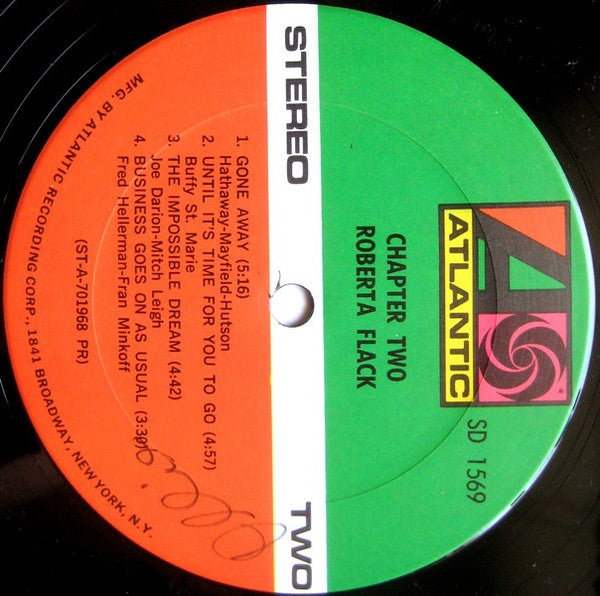 ATLANTIC
SD 1569
CHAPTER TWO
ROBERTA FLACK
STEREO TWO
1. GONE AWAY (5:16)
Hathaway-Mayfield-Hutson
2. UNTIL IT'S TIME FOR YOU TO GO (4:57)
Buffy St. Marie
3. THE IMPOSSIBLE DREAM (4:42)
Joe Darion-Mitch Leigh
4. BUSINESS GOES ON AS USUAL (3:30)
Fred Hellerman-Fran Minkoff
(ST-A-701968 PR)
MFG. BY ATLANTIC RECORDING CORP., 1841 BROADWAY, NEW YORK, N.Y.